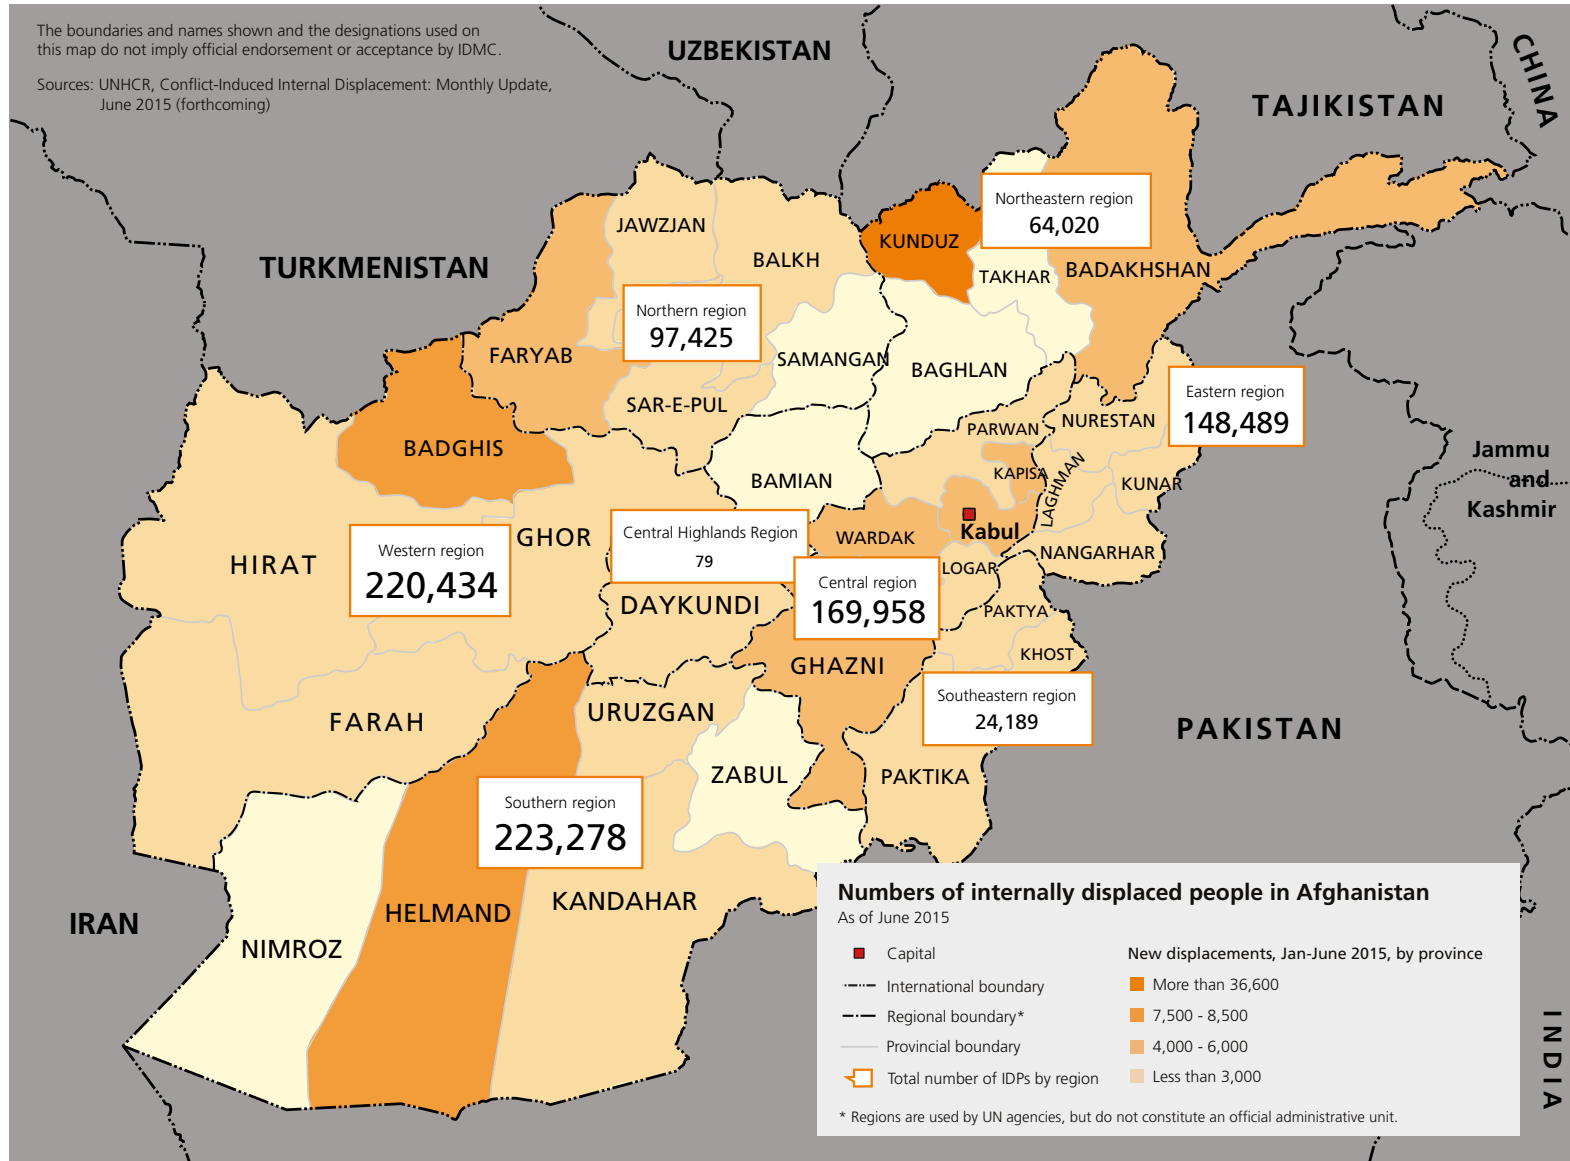 The boundaries and names shown and the designations used on
this map do not imply official endorsement or acceptance by IDMC.
Sources: UNHCR, Conflict-Induced Internal Displacement: Monthly Update,
June 2015 (forthcoming)
UZBEKISTAN
CHINA
TAJIKISTAN
TURKMENISTAN
JAWZJAN
BALKH
KUNDUZ
Northeastern region
64,020
TAKHAR
BADAKHSHAN
Northern region
97,425
FARYAB
SAMANGAN
BAGHLAN
SAR-E-PUL
Eastern region
148,489
NURESTAN
PARWAN
BADGHIS
BAMIAN
KAPISA
LAGHMAN
KUNAR
Jammu
and
Kashmir
GHOR
HIRAT
Western region
220,434
Central Highlands Region
79
WARDAK
Kabul
NANGARHAR
LOGAR
Central region
169,958
DAYKUNDI
PAKTYA
KHOST
GHAZNI
Southeastern region
24,189
URUZGAN
FARAH
PAKISTAN
ZABUL
PAKTIKA
Southern region
223,278
KANDAHAR
HELMAND
IRAN
NIMROZ
INDIA
Numbers of internally displaced people in Afghanistan
As of June 2015
Capital
International boundary
Regional boundary*
Provincial boundary
Total number of IDPs by region
New displacements, Jan-June 2015, by province
More than 36,600
7,500 - 8,500
4,000 - 6,000
Less than 3,000
* Regions are used by UN agencies, but do not constitute an official administrative unit.